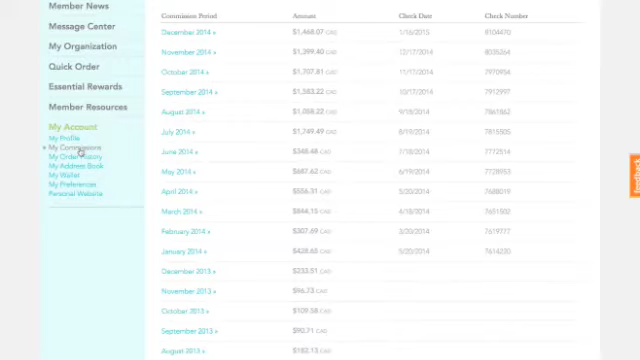 Member News
Message Center
My Organization
Quick Order
Essential Rewards
Member Resources
My Account
My Profile
My Commissions
My Order History
My Address Book
My Wallet
My Preferences
Personal Website
Commission Period Amount Check Date Check Number
December 2014 » $1,468.07 CAD 1/16/2015 8104470
November 2014 » $1,399.40 CAD 12/17/2014
October 2014 » $1,707.81 CAD 11/17/2014 7970956
September 2014 » $1,583.22 CAD 10/17/2014 7912997
August 2014 » CAD 9/18/2014 7861862
July 2014 » $1,749.49 CAD 8/19/2014 7815505
June 2014 » $348.48 CAD 7/18/2014 7772514
May 2014 » $687.62 CAD 6/19/2014 7728953
April 2014 » $556.31 CAD 5/20/2014 7688019
March 2014 » $844.15 CAD 4/18/2014 7651502
February 2014 » $307.69 CAD 3/20/2014 7619777
January 2014 » $428.65 CAD 5/20/2014 7614220
December 2013 » $233.51 CAD
November 2013 » $96.73 CAD
October 2013 » $109.58 CAD
September 2013 » $90.71 CAD
August 2013 » $182.13 CAD
feedback